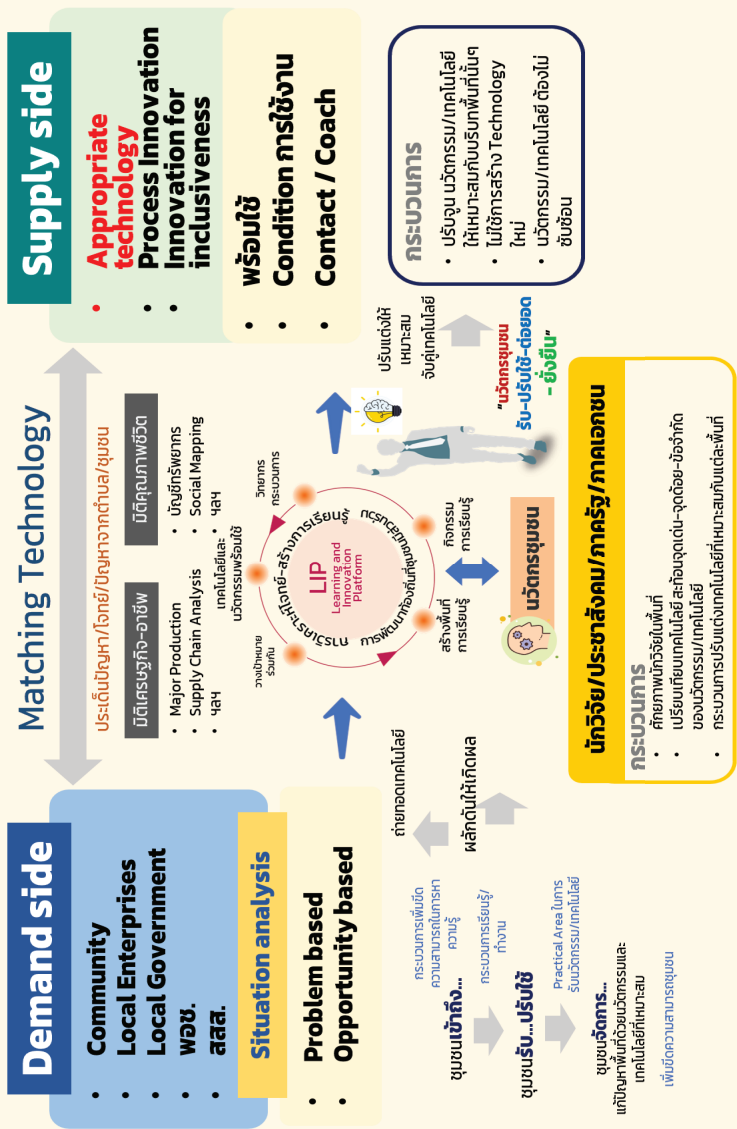 Matching Technology
Demand side
• Community
• Local Enterprises
• Local Government
• พอช.
• สสส.
Situation analysis
• Problem based
• Opportunity based
ประเด็นปัญหา/โจทย์/ปัญหาจากตำบล/ชุมชน
มิติเศรษฐกิจ-อาชีพ
• Major Production
• Supply Chain Analysis
• ฯลฯ
มิติคุณภาพชีวิต
• บัญชีทรัพยากร
• Social Mapping
• ฯลฯ
Supply side
• Appropriate
technology
• Process Innovation
• Innovation for
inclusiveness
• พร้อมใช้
• Condition การใช้งาน
• Contact / Coach
วางเป้าหมาย
ร่วมกัน
เทคโนโลยีและ
นวัตกรรมพร้อมใช้
วิทยากร
กระบวนการ
การวิเคราะห์โจทย์-สร้างการเรียนรู้
LIP
Learning and
Innovation
Platform
สร้างพื้นที่
การเรียนรู้
กิจกรรม
การเรียนรู้
นวัตกรชุมชน
ถ่ายทอดเทคโนโลยี
ผลักดันให้เกิดผล
ชุมชนเข้าถึง...
กระบวนการเพิ่มขีด
ความสามารถในการหา
ความรู้
ชุมชนรับ...ปรับใช้
กระบวนการเรียนรู้/
ทำงาน
ชุมชนจัดการ...
แก้ปัญหาพื้นที่ด้วยนวัตกรรมและ
เทคโนโลยีที่เหมาะสม
Practical Area ในการ
รับนวัตกรรม/เทคโนโลยี
เพิ่มขีดความสามารถชุมชน
ปรับแต่งให้
เหมาะสม
จับคู่เทคโนโลยี
"นวัตกรชุมชน
รับ-ปรับใช้-ต่อยอด
- ยั่งยืน"
กระบวนการ
• ปรับจูน นวัตกรรม/เทคโนโลยี
ให้เหมาะสมกับบริบทพื้นที่นั้นๆ
• ไม่ใช่การสร้าง Technology
ใหม่
• นวัตกรรม/เทคโนโลยี ต้องไม่
ซับซ้อน
นักวิจัย/ประชาสังคม/ภาครัฐ/ภาคเอกชน
กระบวนการ
• ศักยภาพนักวิจัยในพื้นที่
• เปรียบเทียบเทคโนโลยี สะท้อนจุดเด่น-จุดด้อย-ข้อจำกัด
ของนวัตกรรม/เทคโนโลยี
• กระบวนการปรับแต่งเทคโนโลยีที่เหมาะสมกับแต่ละพื้นที่